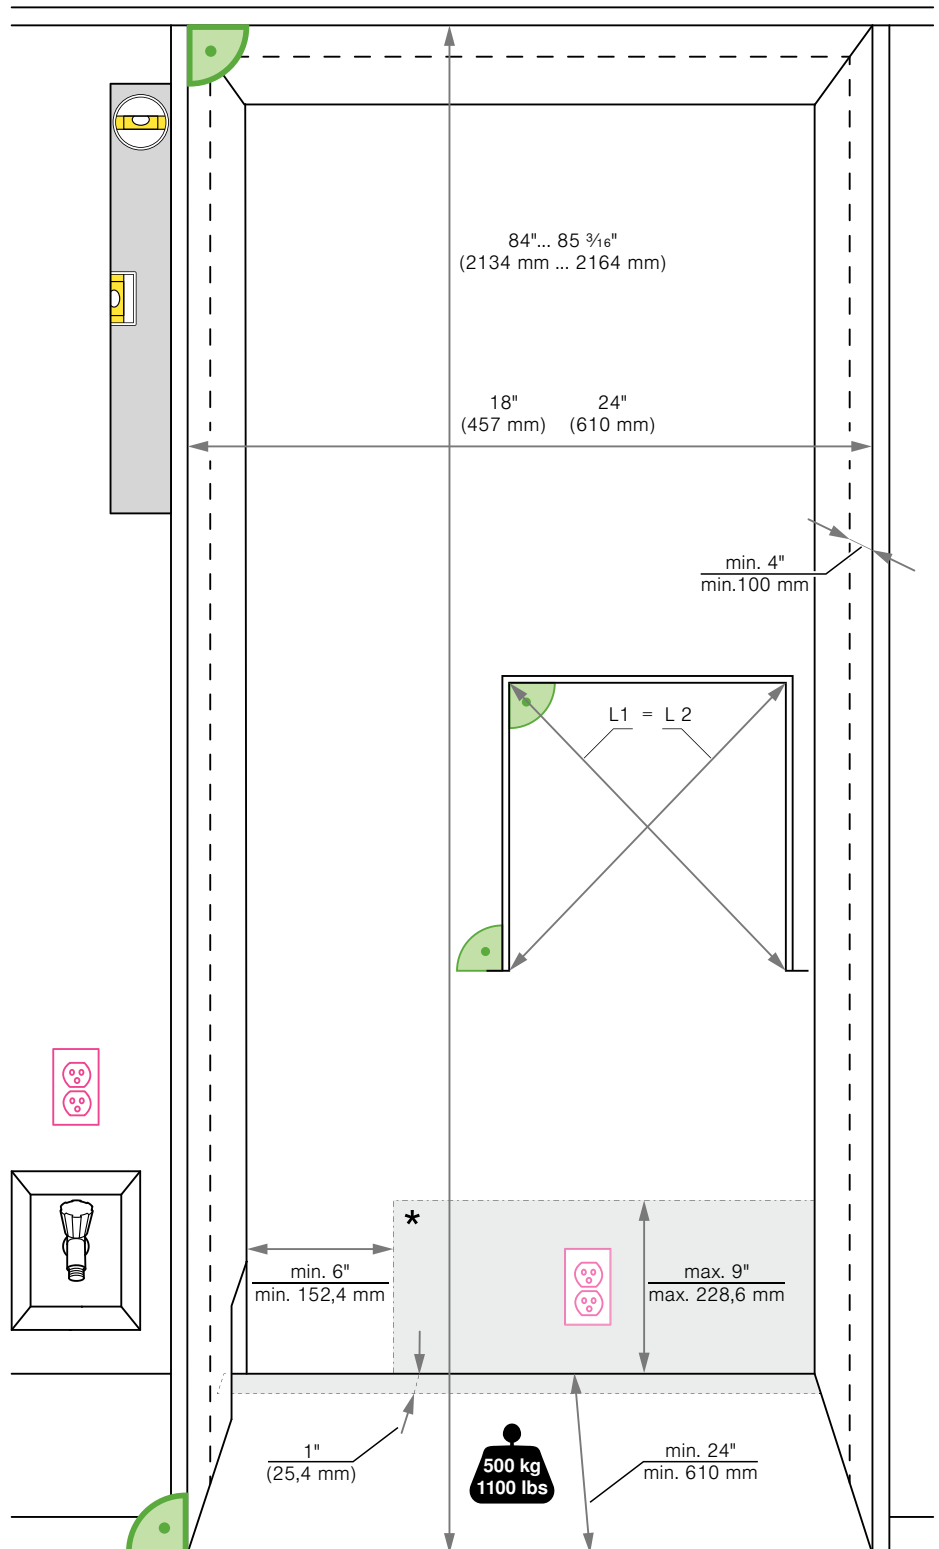 84"... 85 ³⁄₁₆"
(2134 mm ... 2164 mm)
18" 24"
(457 mm) (610 mm)
min. 4"
min.100 mm
L1 = L 2
*
min. 6"
min. 152,4 mm
max. 9"
max. 228,6 mm
1"
(25,4 mm)
500 kg
1100 lbs
min. 24"
min. 610 mm